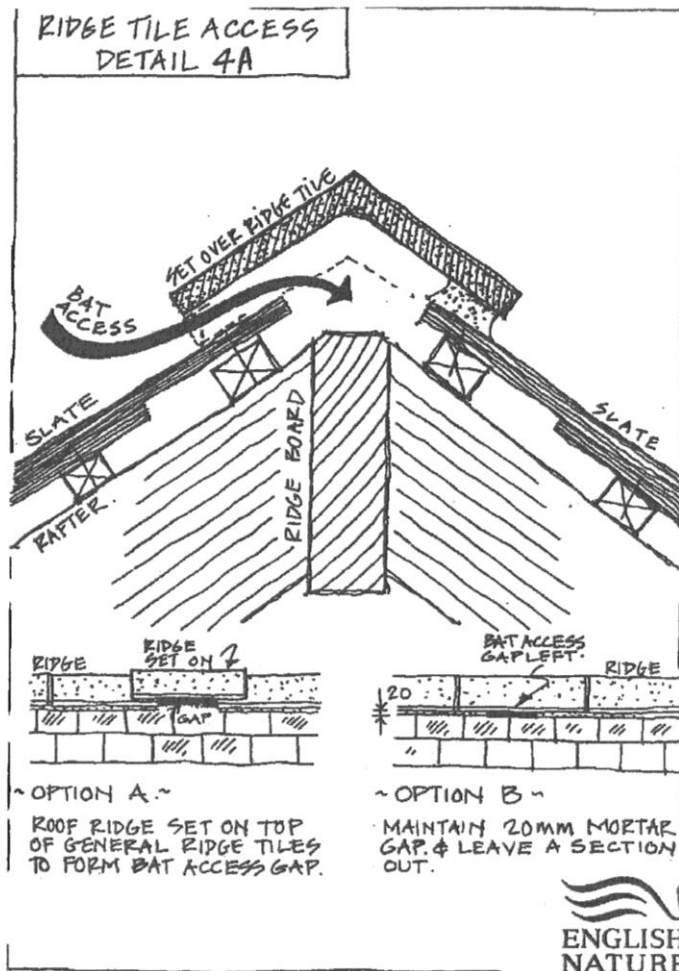 RIDGE TILE ACCESS
DETAIL 4A
SET OVER RIDGE TILE
BAT
ACCESS
SLATE
RAFTER.
RIDGE BOARD
SLATE
RIDGE
RIDGE
SET ON
GAP
BAT ACCESS
GAP LEFT.
RIDGE
20
~ OPTION A ~
ROOF RIDGE SET ON TOP
OF GENERAL RIDGE TILES
TO FORM BAT ACCESS GAP.
~ OPTION B ~
MAINTAIN 20mm MORTAR
GAP. & LEAVE A SECTION
OUT.
ENGLISH
NATURE